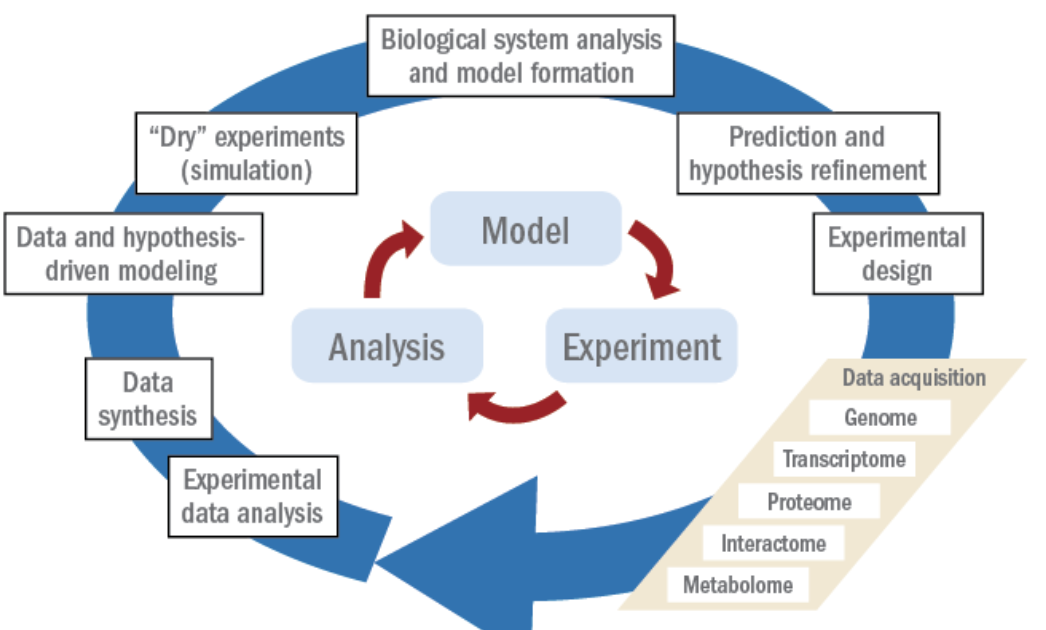 Biological system analysis
and model formation
“Dry” experiments
(simulation)
Prediction and
hypothesis refinement
Data and hypothesis-
driven modeling
Experimental
design
Model
Analysis
Experiment
Data
synthesis
Experimental
data analysis
Data acquisition
Genome
Transcriptome
Proteome
Interactome
Metabolome